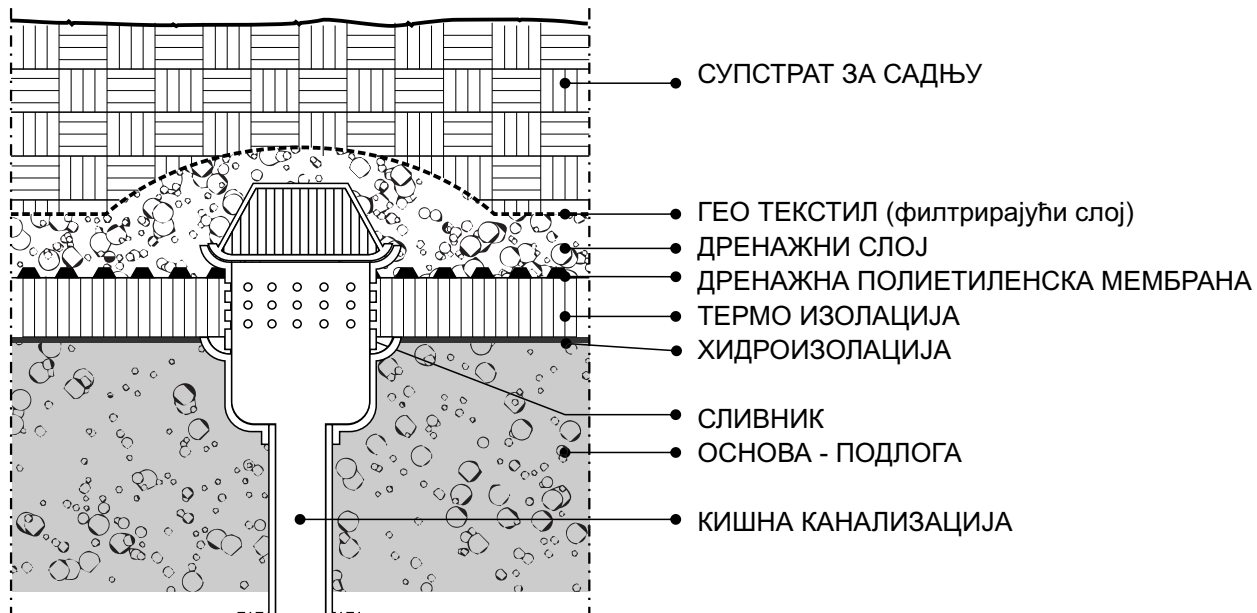 СУПСТРАТ ЗА САДЊУ
ГЕО ТЕКСТИЛ (филтрирајући слој)
ДРЕНАЖНИ СЛОЈ
ДРЕНАЖНА ПОЛИЕТИЛЕНСКА МЕМБРАНА
ТЕРМО ИЗОЛАЦИЈА
ХИДРОИЗОЛАЦИЈА
СЛИВНИК
ОСНОВА - ПОДЛОГА
КИШНА КАНАЛИЗАЦИЈА